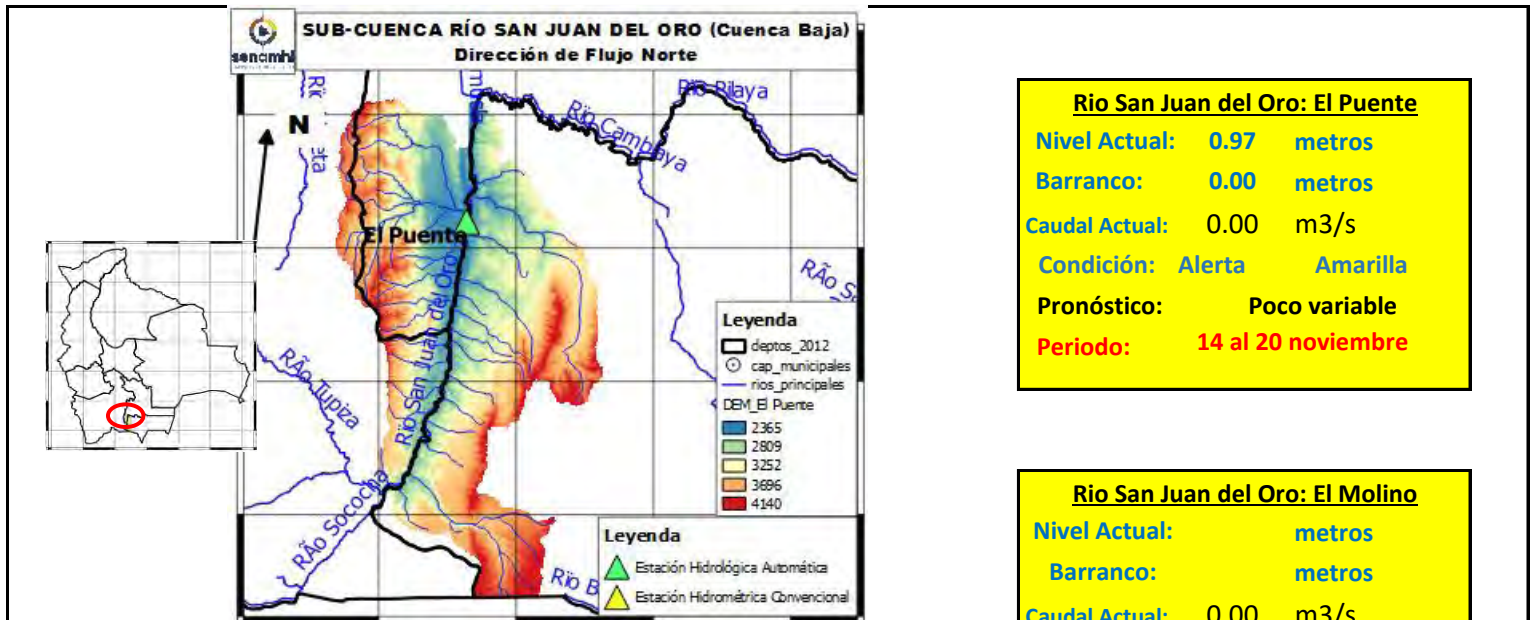 senamhi
SUB-CUENCA RÍO SAN JUAN DEL ORO (Cuenca Baja)
Dirección de Flujo Norte
Río Pilaya
Río Camblaya
N
El Puente
RÃo S
Río San Juan del Oro
RÃo Tupiza
RÃo Sococha
Río B
Leyenda
deptos_2012
cap_municipales
rios_principales
DEM_El Puente
2365
2809
3252
3696
4140
Leyenda
Estación Hidrológica Automática
Estación Hidrométrica Convencional
Rio San Juan del Oro: El Puente
Nivel Actual: 0.97 metros
Barranco: 0.00 metros
Caudal Actual: 0.00 m3/s
Condición: Alerta Amarilla
Pronóstico: Poco variable
Periodo: 14 al 20 noviembre
Rio San Juan del Oro: El Molino
Nivel Actual: metros
Barranco: metros
Caudal Actual: 0.00 m3/s